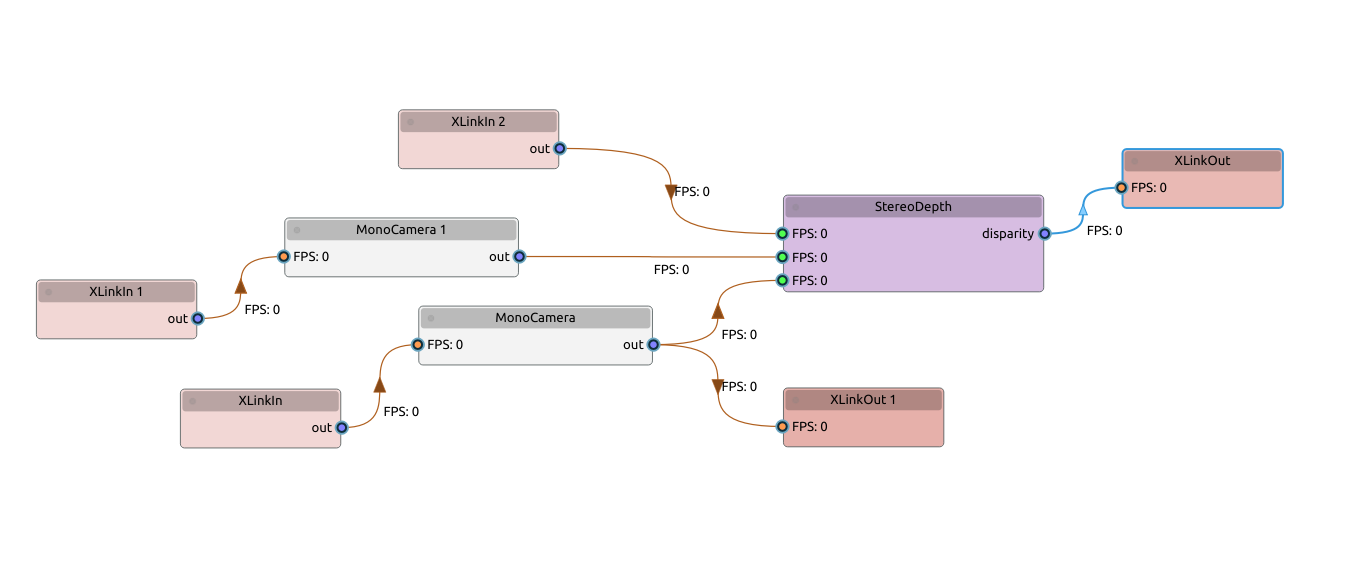 XLinkIn 2
out
FPS: 0
XLinkOut
FPS: 0
FPS: 0
StereoDepth
FPS: 0
disparity
FPS: 0
FPS: 0
MonoCamera 1
FPS: 0
out
FPS: 0
XLinkIn 1
out
FPS: 0
MonoCamera
FPS: 0
out
FPS: 0
FPS: 0
XLinkIn
out
FPS: 0
XLinkOut 1
FPS: 0